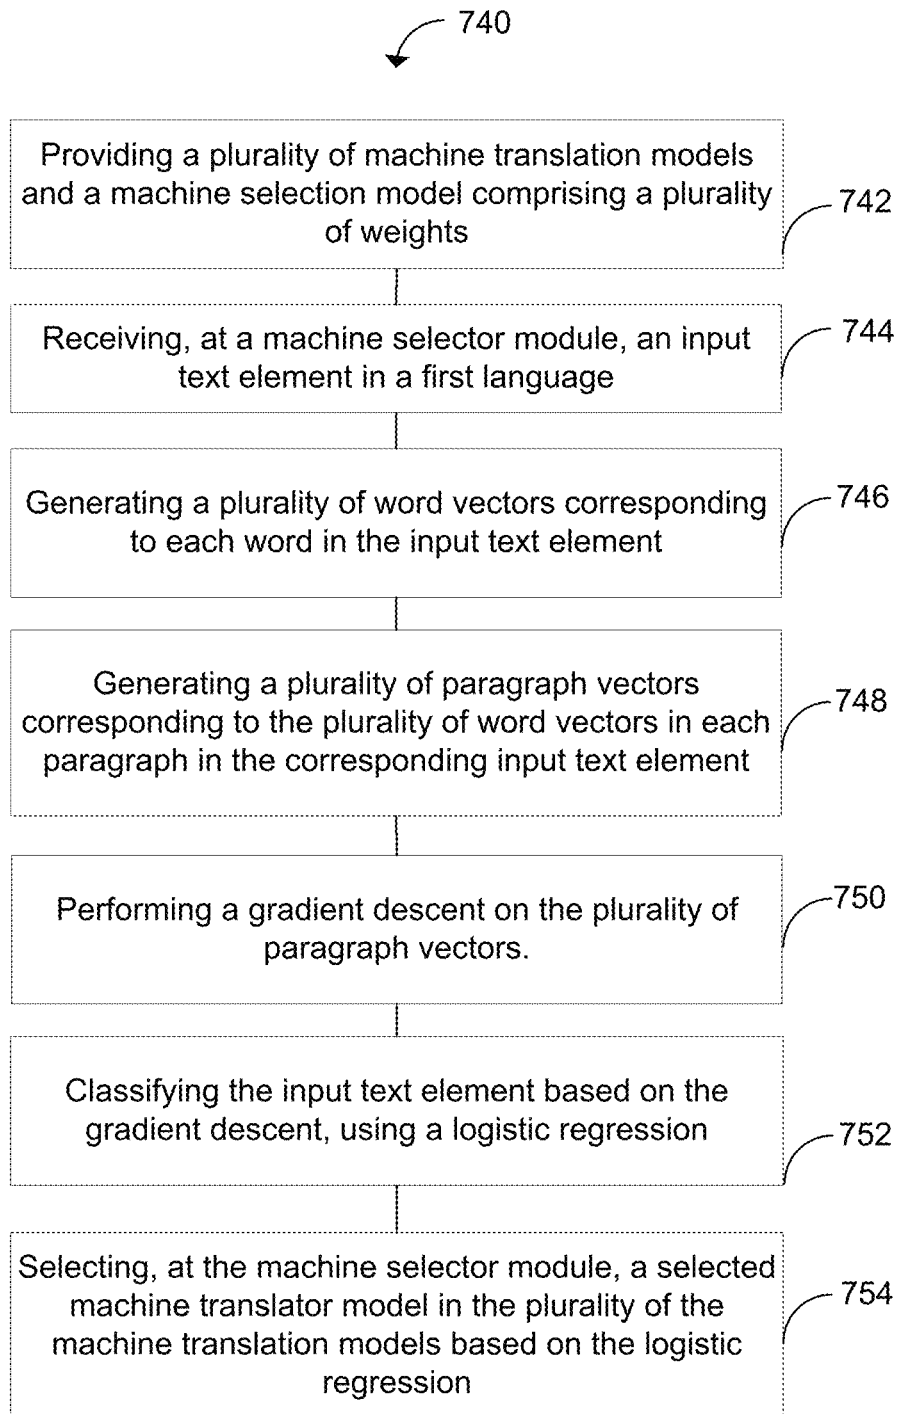 740
Providing a plurality of machine translation models
and a machine selection model comprising a plurality
of weights
742
Receiving, at a machine selector module, an input
text element in a first language
744
Generating a plurality of word vectors corresponding
to each word in the input text element
746
Generating a plurality of paragraph vectors
corresponding to the plurality of word vectors in each
paragraph in the corresponding input text element
748
Performing a gradient descent on the plurality of
paragraph vectors.
750
Classifying the input text element based on the
gradient descent, using a logistic regression
752
Selecting, at the machine selector module, a selected
machine translator model in the plurality of the
machine translation models based on the logistic
regression
754